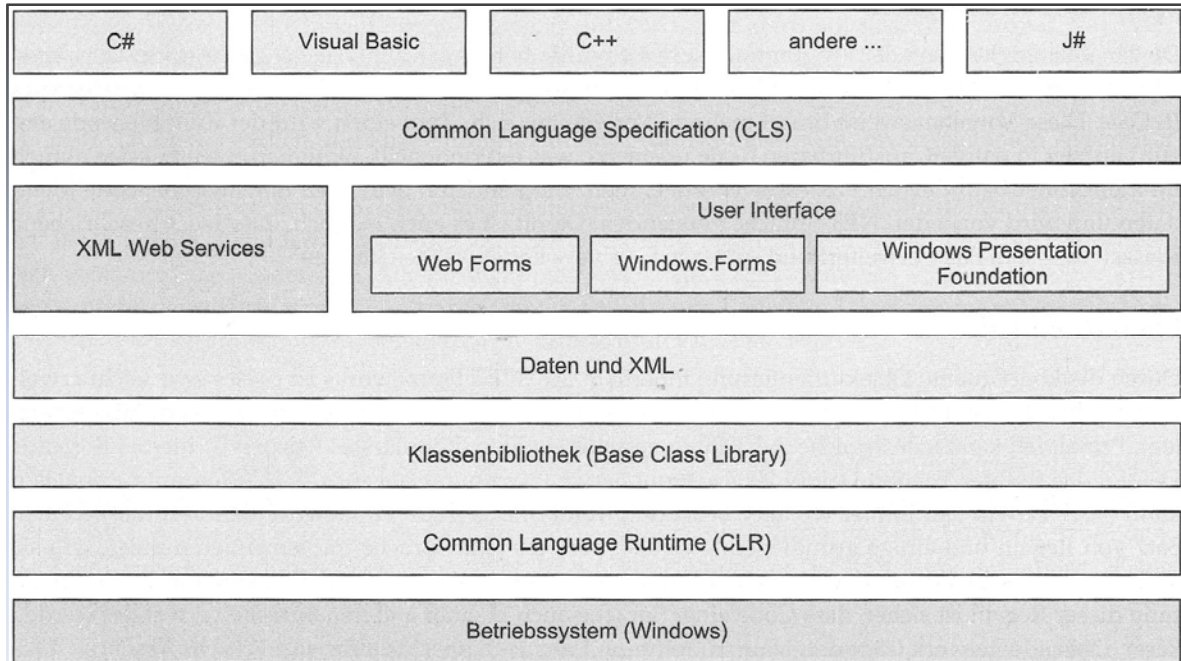 C#
Visual Basic
C++
andere ...
J#
Common Language Specification (CLS)
XML Web Services
User Interface
Web Forms
Windows.Forms
Windows Presentation
Foundation
Daten und XML
Klassenbibliothek (Base Class Library)
Common Language Runtime (CLR)
Betriebssystem (Windows)